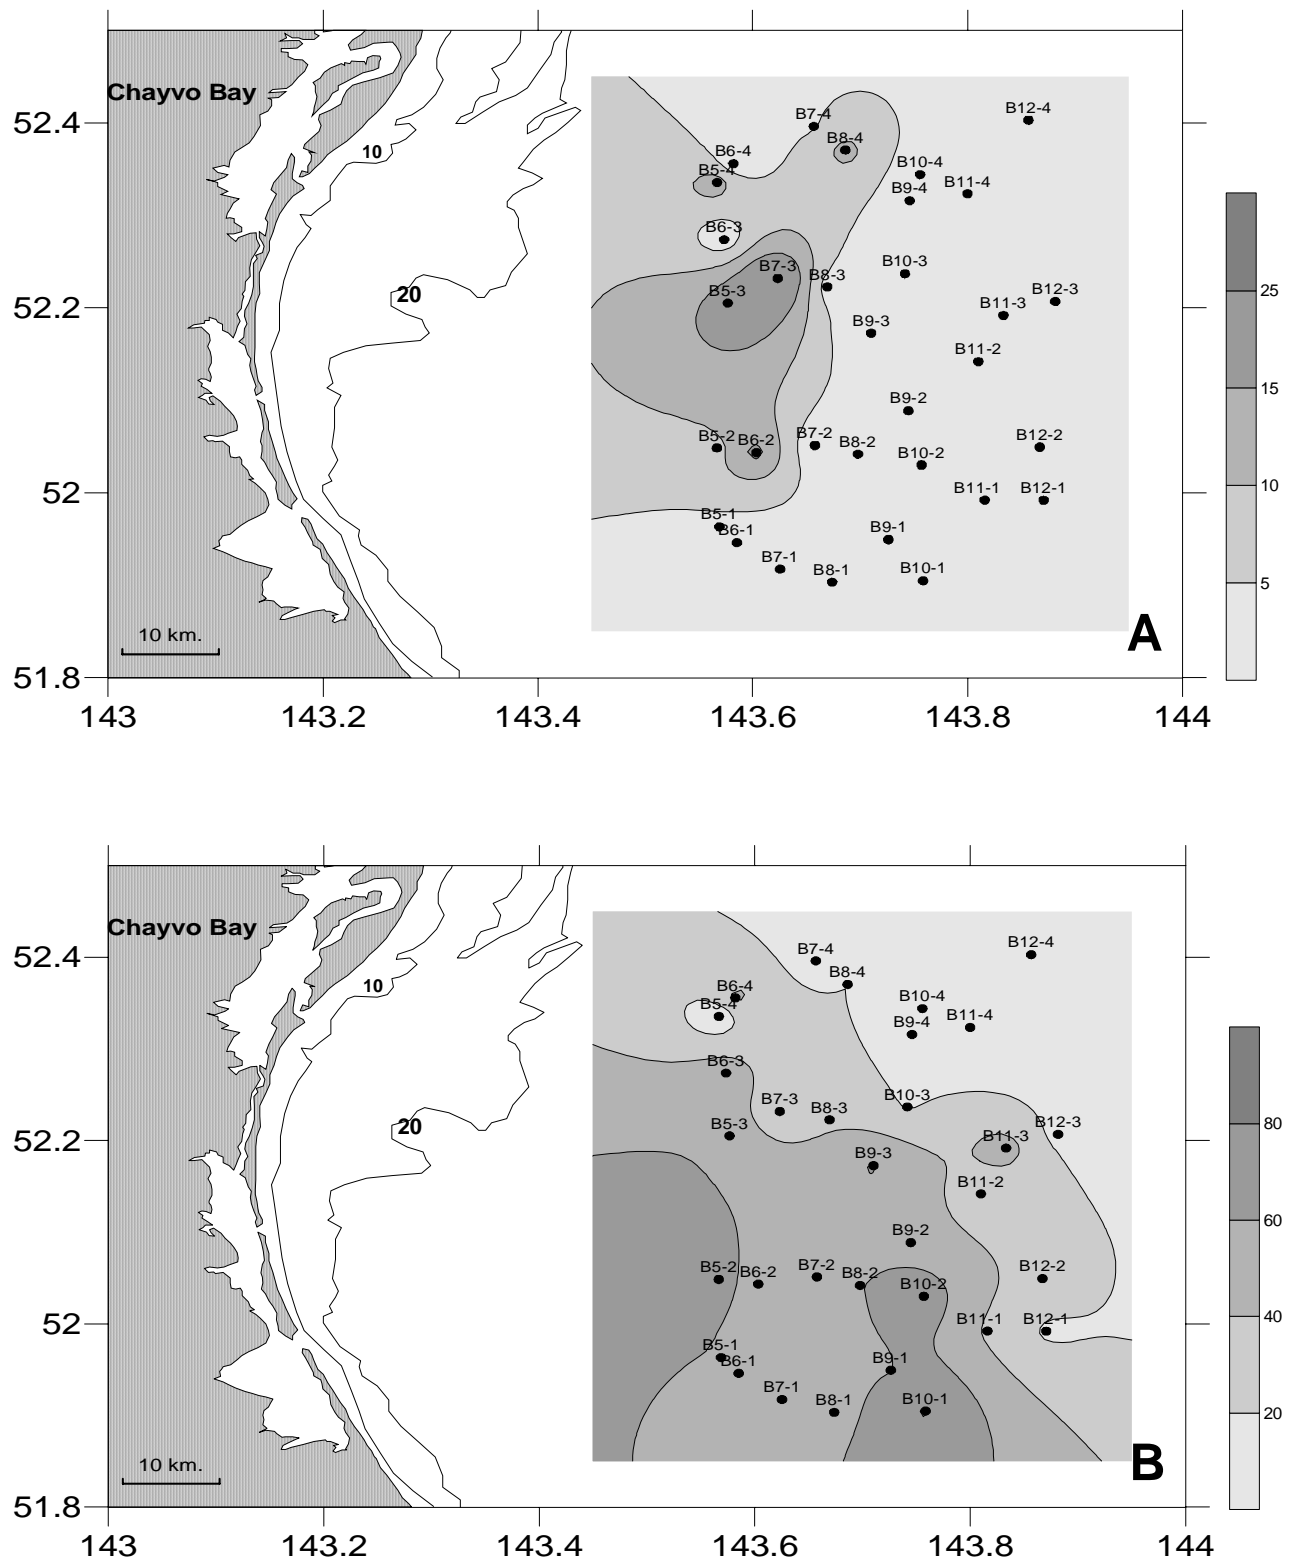 Chayvo Bay
52.4
B12-4
B7-4
B8-4
10
B6-4
B10-4
B5-4
B11-4
B9-4
B6-3
B10-3
B7-3
B8-3
B12-3
B5-3
20
25
52.2
B11-3
B9-3
B11-2
15
B9-2
B5-2
B6-2
B7-2
B8-2
B12-2
B10-2
10
52
B11-1
B12-1
B5-1
B6-1
B9-1
B7-1
B8-1
B10-1
5
10 km.
A
51.8
143
143.2
143.4
143.6
143.8
144
Chayvo Bay
52.4
B12-4
B7-4
B8-4
10
B6-4
B10-4
B5-4
B11-4
B9-4
B6-3
B10-3
B7-3
B8-3
B12-3
B5-3
20
80
52.2
B11-3
B9-3
B11-2
60
B9-2
B5-2
B6-2
B7-2
B8-2
B12-2
B10-2
40
52
B11-1
B12-1
B5-1
B6-1
B9-1
B7-1
B8-1
B10-1
20
10 km.
B
51.8
143
143.2
143.4
143.6
143.8
144